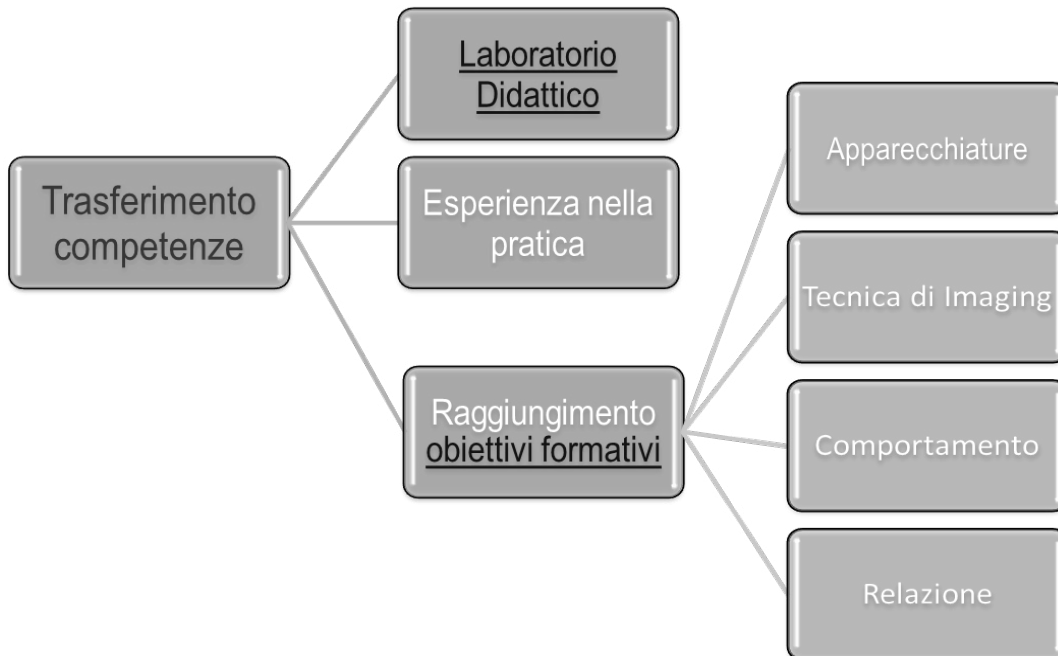 Trasferimento
competenze
Laboratorio
Didattico
Esperienza nella
pratica
Raggiungimento
obiettivi formativi
Apparecchiature
Tecnica di Imaging
Comportamento
Relazione